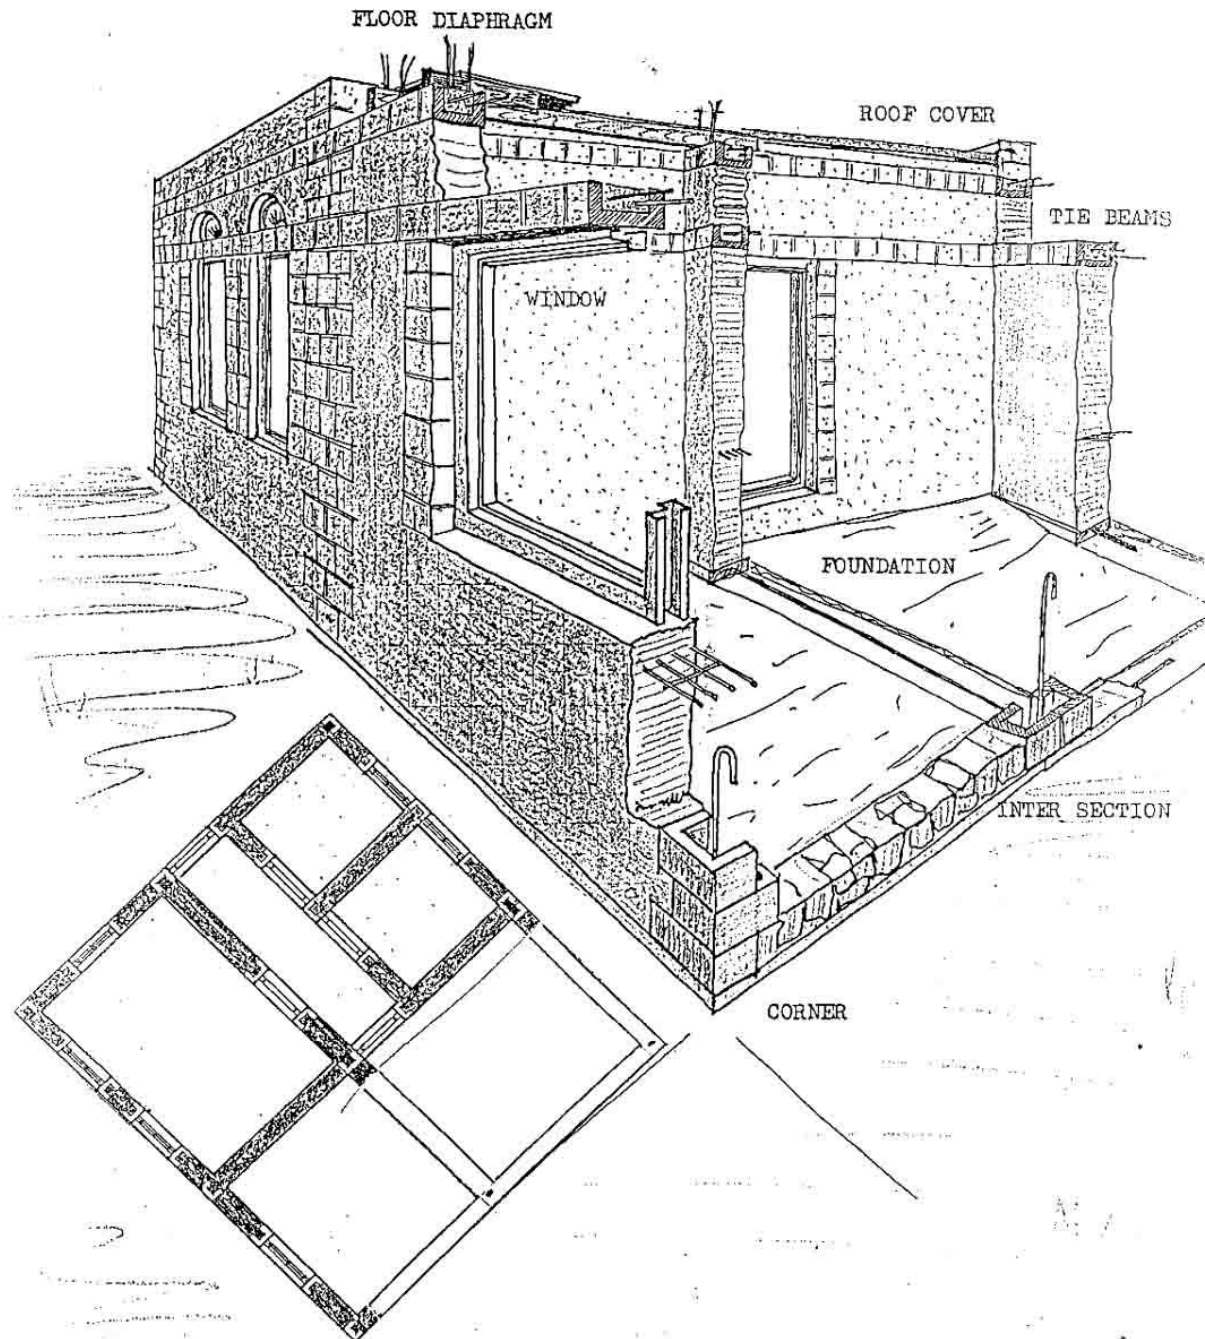 FLOOR DIAPHRAGM
ROOF COVER
TIE BEAMS
WINDOW
FOUNDATION
INTER SECTION
CORNER